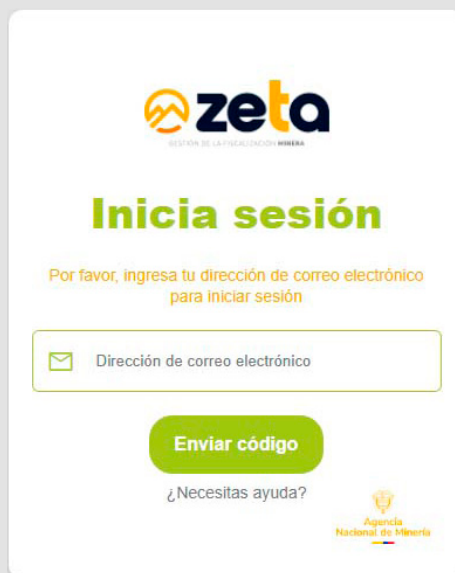 zeta
GESTIÓN DE LA FISCALIZACIÓN MINERA
Inicia sesión
Por favor, ingresa tu dirección de correo electrónico
para iniciar sesión
Dirección de correo electrónico
Enviar código
¿Necesitas ayuda?
Agencia
Nacional de Minería